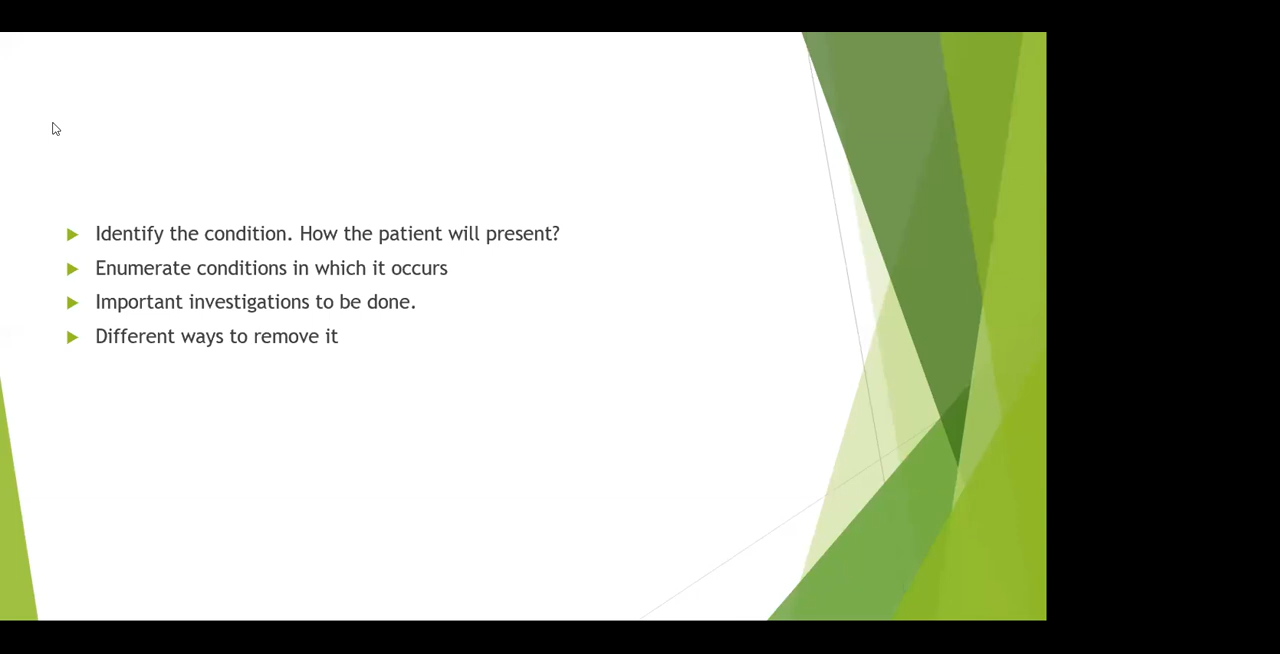 Identify the condition. How the patient will present?
Enumerate conditions in which it occurs
Important investigations to be done.
Different ways to remove it